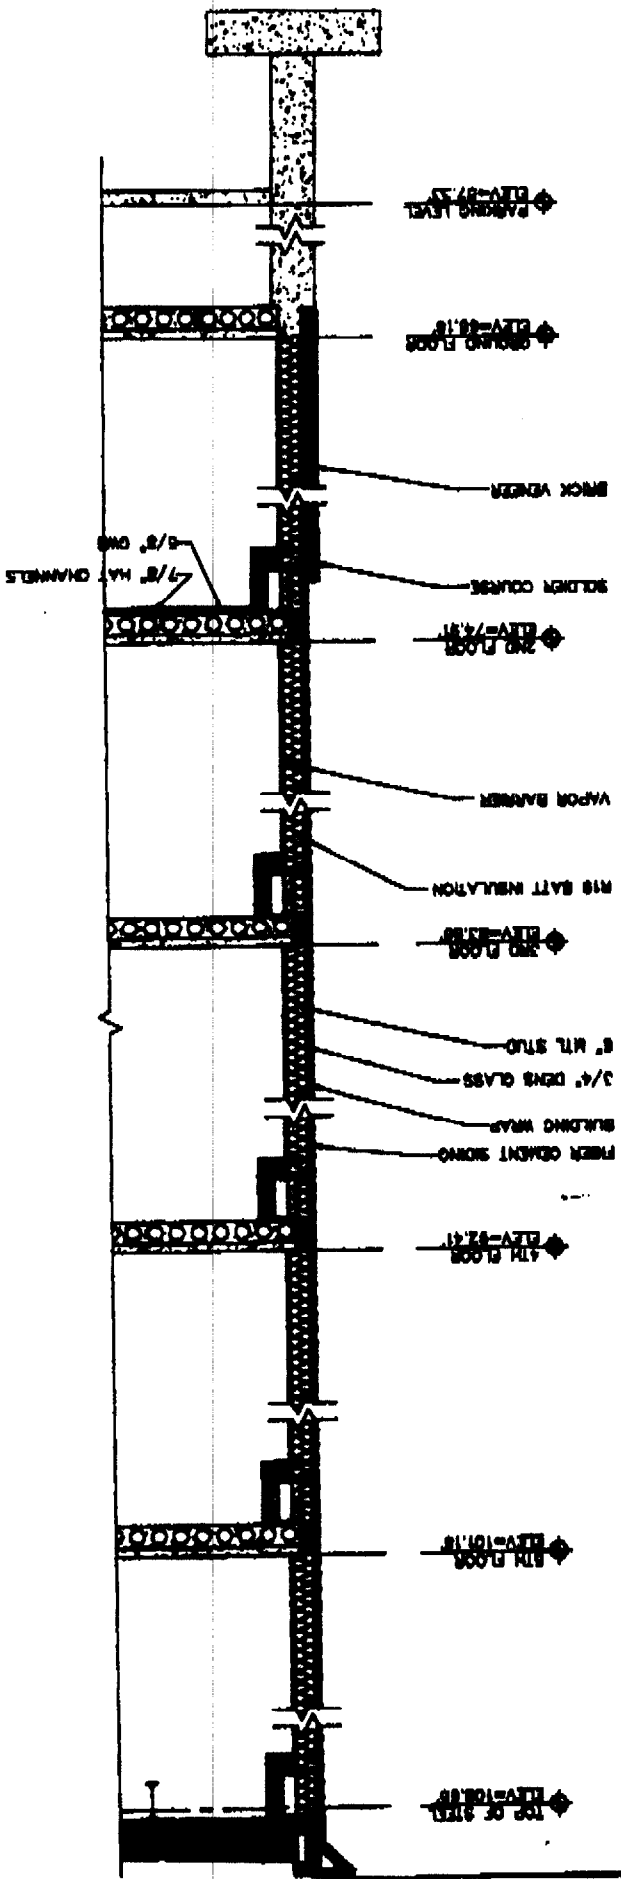 TOP OF STEEL
5TH FLOOR
ELEV=101.16'
4TH FLOOR
ELEV=92.41'
FIBER CEMENT SIDING
BUILDING WRAP
3/4" DENS GLASS
6" MTL STUD
3RD FLOOR
ELEV=83.66'
R19 BATT INSULATION
VAPOR BARRIER
2ND FLOOR
ELEV=74.91'
SOLDIER COURSE
7/8" HAT CHANNELS
5/8" GWB
BRICK VENEER
GROUND FLOOR
ELEV=66.16'
PARKING LEVEL